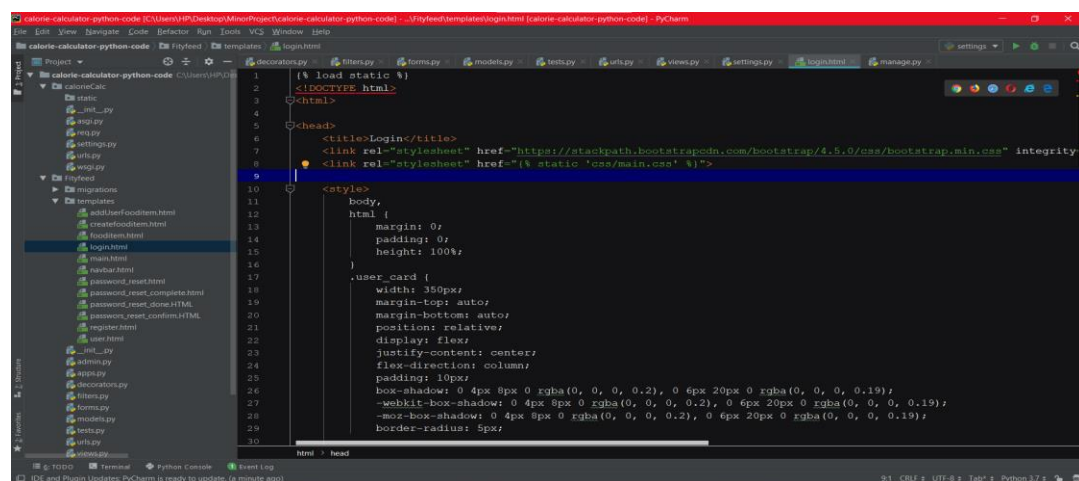 calorie-calculator-python-code [C:\Users\HP\Desktop\MinorProject\calorie-calculator-python-code] - ...\Fityfeed\templates\login.html [calorie-calculator-python-code] - PyCharm
File Edit View Navigate Code Refactor Run Tools VCS Window Help
calorie-calculator-python-code Fityfeed templates login.html settings
Project decorators.py filters.py forms.py models.py tests.py urls.py views.py settings.py login.html manage.py
1: Project
calorie-calculator-python-code C:\Users\HP\De
calorieCalc
static
__init__.py
asgi.py
req.py
settings.py
urls.py
wsgi.py
Fityfeed
migrations
templates
addUserFooditem.html
createfooditem.html
fooditem.html
login.html
main.html
navbar.html
password_reset.html
password_reset_complete.html
password_reset_done.HTML
passwors_reset_confirm.HTML
register.html
user.html
__init__.py
admin.py
apps.py
decorators.py
filters.py
forms.py
models.py
tests.py
urls.py
views.py
Structure
2: Favorites
1 {% load static %}
2 <!DOCTYPE html>
3 <html>
4
5 <head>
6 <title>Login</title>
7 <link rel="stylesheet" href="https://stackpath.bootstrapcdn.com/bootstrap/4.5.0/css/bootstrap.min.css" integrity
8 <link rel="stylesheet" href="{% static 'css/main.css' %}">
9
10 <style>
11 body,
12 html {
13 margin: 0;
14 padding: 0;
15 height: 100%;
16 }
17 .user_card {
18 width: 350px;
19 margin-top: auto;
20 margin-bottom: auto;
21 position: relative;
22 display: flex;
23 justify-content: center;
24 flex-direction: column;
25 padding: 10px;
26 box-shadow: 0 4px 8px 0 rgba(0, 0, 0, 0.2), 0 6px 20px 0 rgba(0, 0, 0, 0.19);
27 -webkit-box-shadow: 0 4px 8px 0 rgba(0, 0, 0, 0.2), 0 6px 20px 0 rgba(0, 0, 0, 0.19);
28 -moz-box-shadow: 0 4px 8px 0 rgba(0, 0, 0, 0.2), 0 6px 20px 0 rgba(0, 0, 0, 0.19);
29 border-radius: 5px;
30
html > head
6: TODO Terminal Python Console 1 Event Log
IDE and Plugin Updates: PyCharm is ready to update. (a minute ago) 9:1 CRLF UTF-8 Tab* Python 3.7